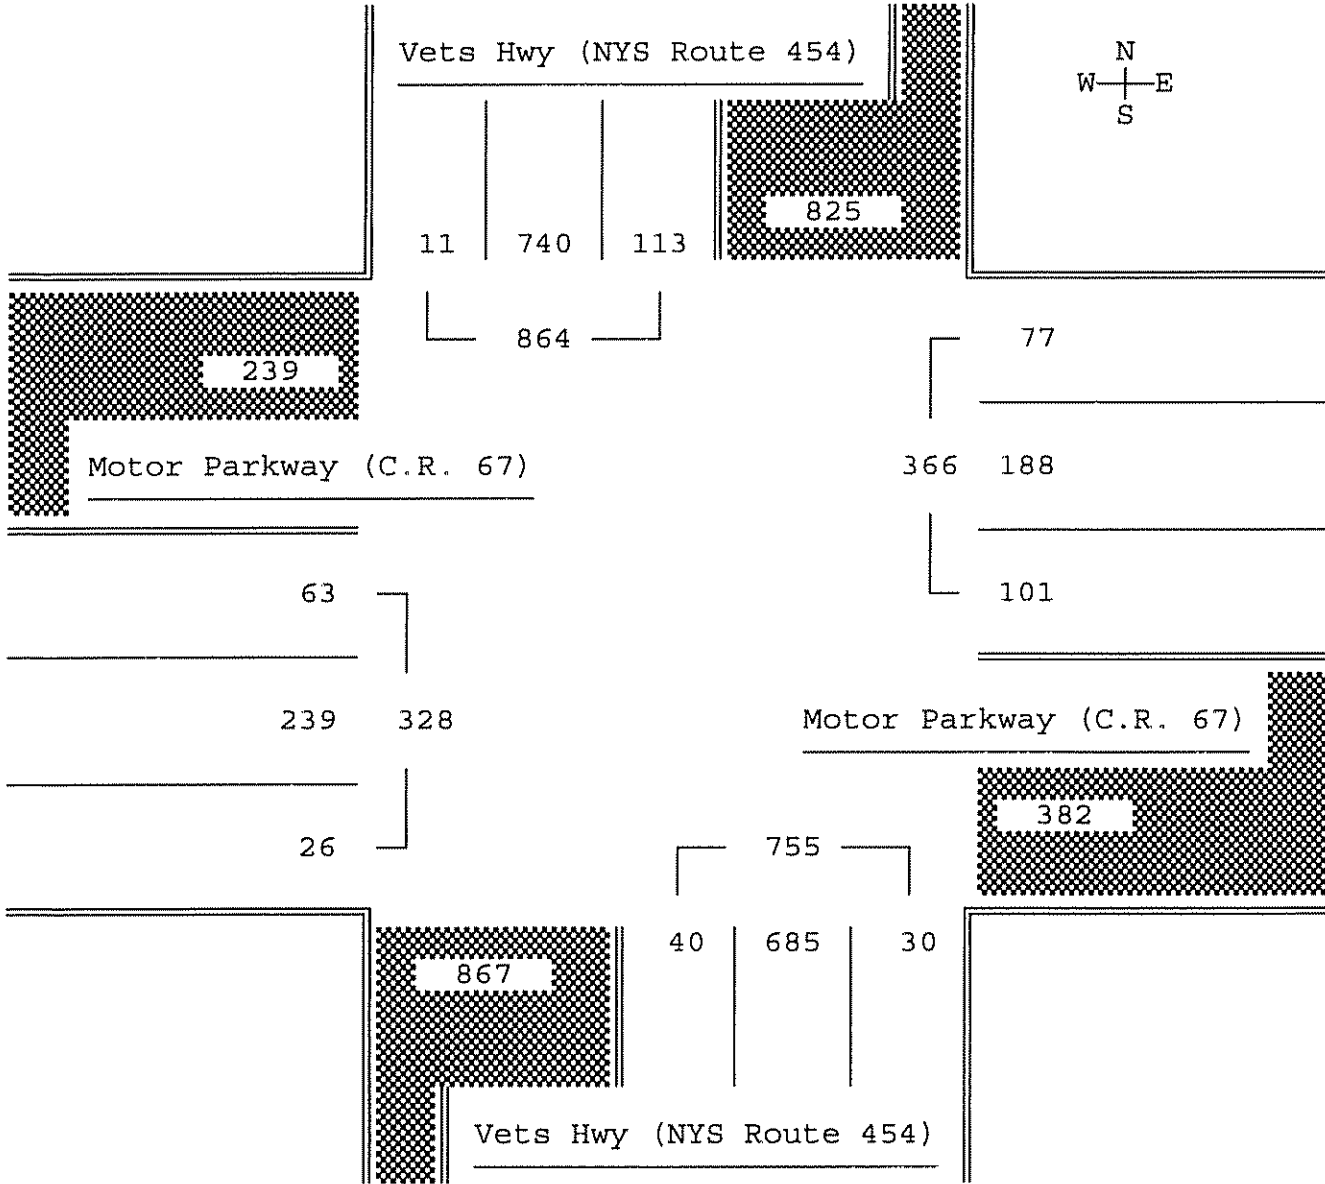 Vets Hwy (NYS Route 454)
N
W E
S
825
11 740 113
864
77
239
Motor Parkway (C.R. 67)
366 188
63
101
239 328
Motor Parkway (C.R. 67)
382
26
755
40 685 30
867
Vets Hwy (NYS Route 454)